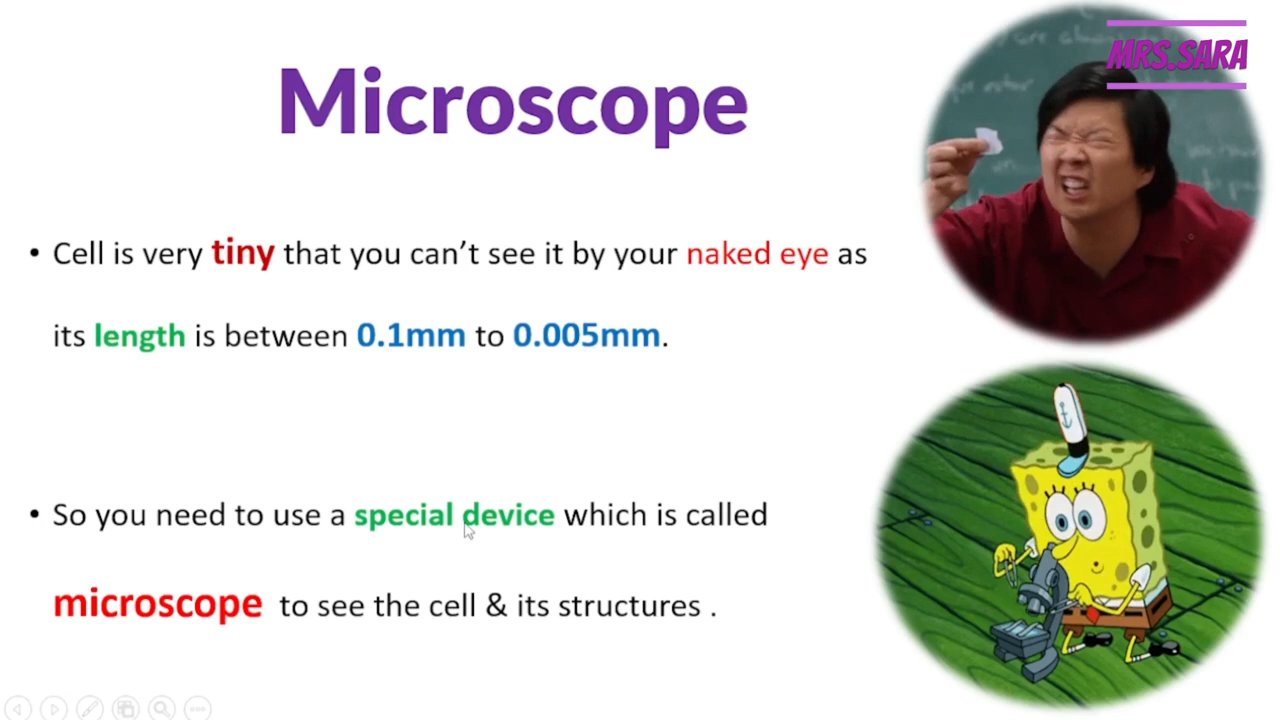 MRS.SARA
Microscope
• Cell is very tiny that you can't see it by your naked eye as
its length is between 0.1mm to 0.005mm.
• So you need to use a special device which is called
microscope to see the cell & its structures .